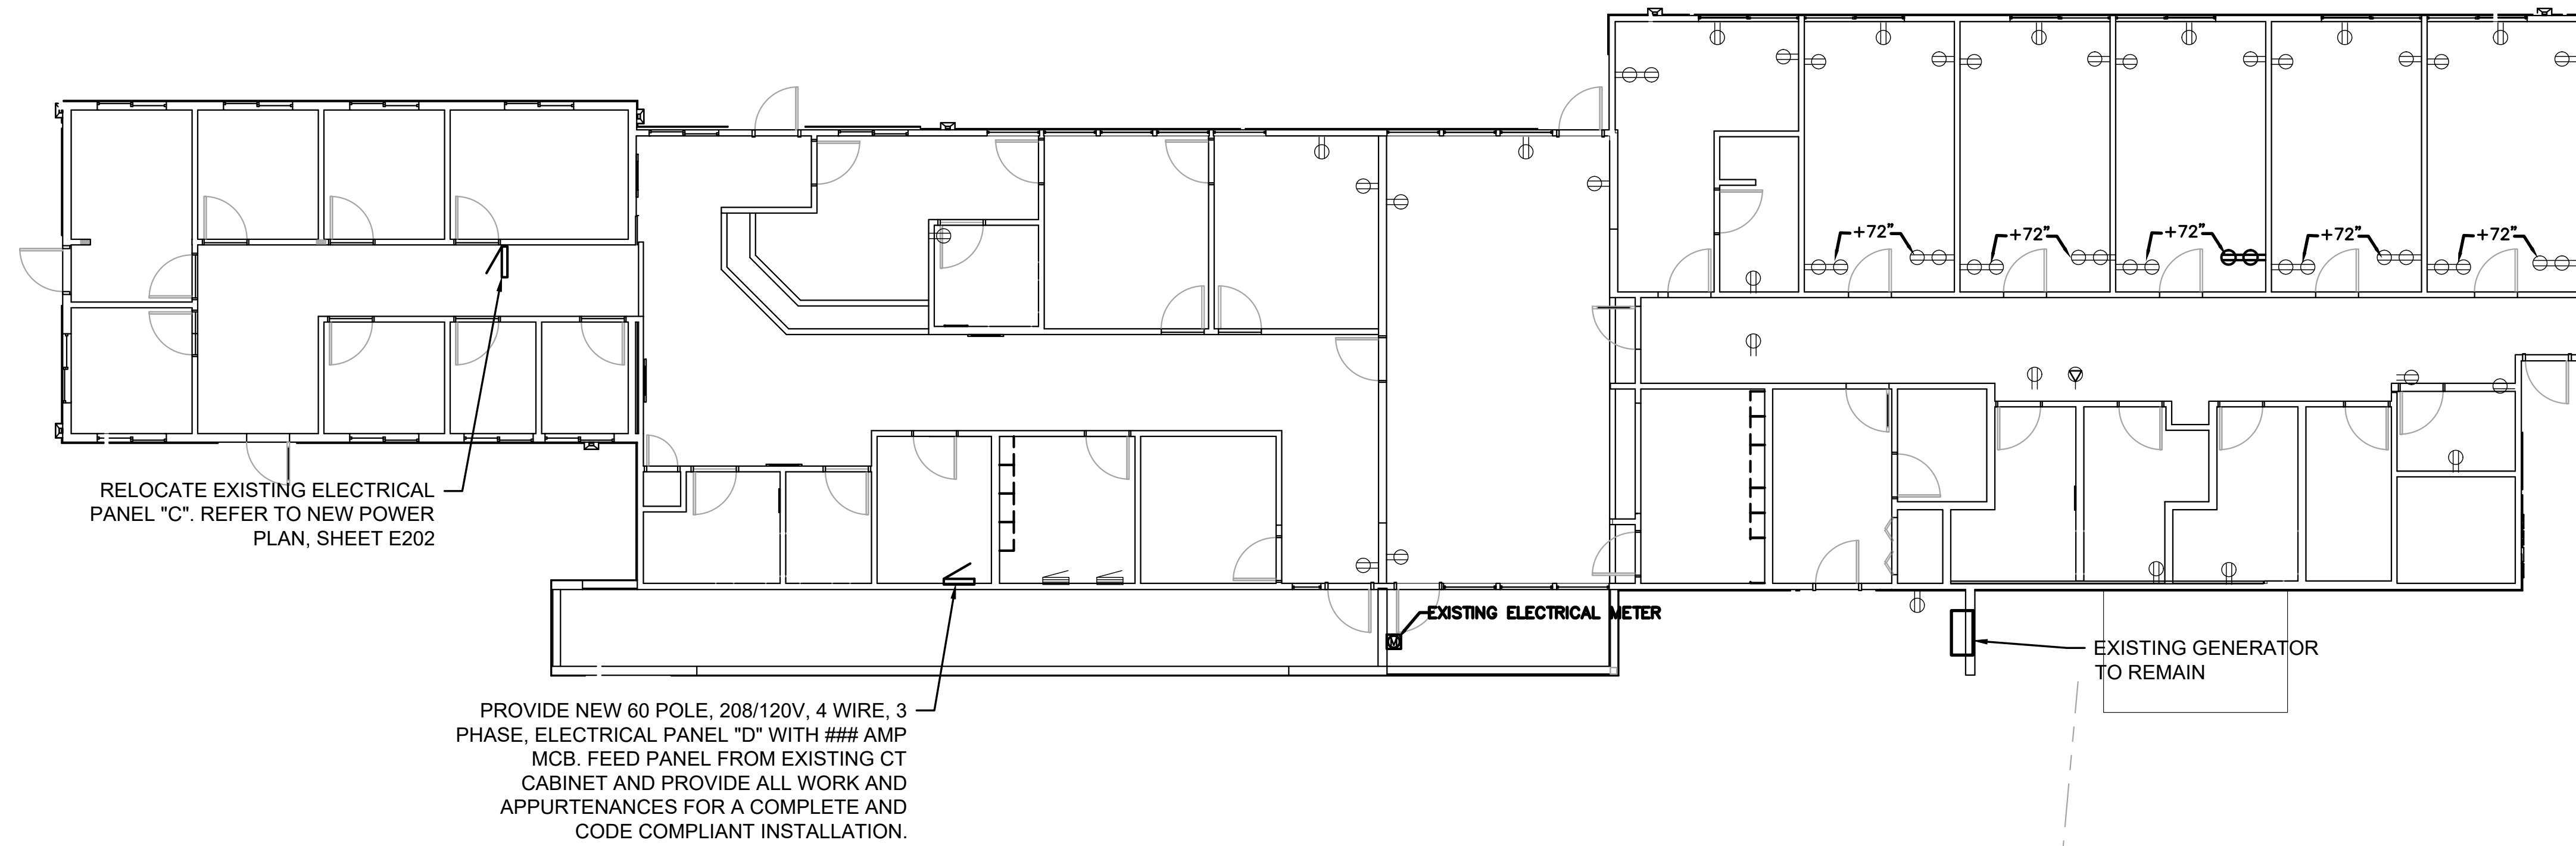 +72"
+72"
+72"
+72"
+72"
RELOCATE EXISTING ELECTRICAL
PANEL "C". REFER TO NEW POWER
PLAN, SHEET E202
EXISTING ELECTRICAL METER
M
EXISTING GENERATOR
TO REMAIN
PROVIDE NEW 60 POLE, 208/120V, 4 WIRE, 3
PHASE, ELECTRICAL PANEL "D" WITH ### AMP
MCB. FEED PANEL FROM EXISTING CT
CABINET AND PROVIDE ALL WORK AND
APPURTENANCES FOR A COMPLETE AND
CODE COMPLIANT INSTALLATION.